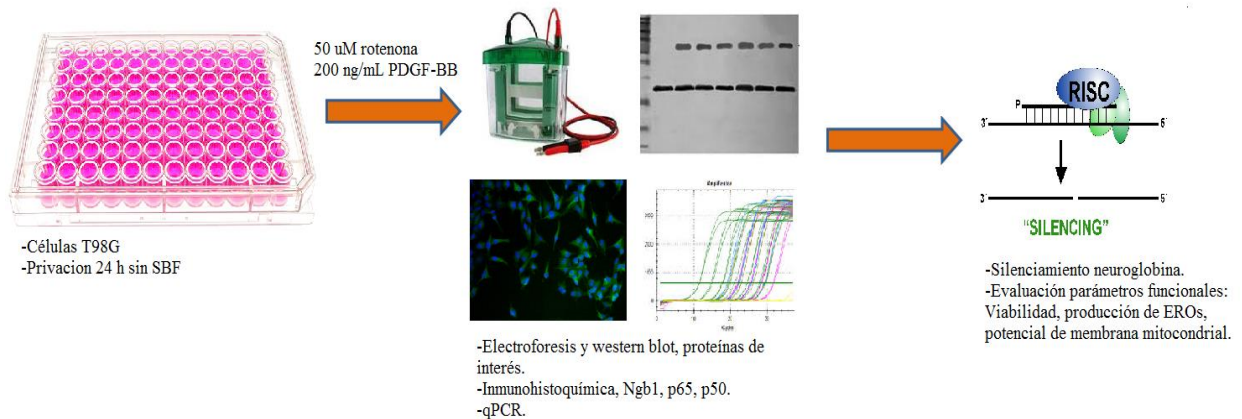 50 uM rotenona
200 ng/mL PDGF-BB
-Células T98G
-Privacion 24 h sin SBF
-Electroforesis y western blot, proteínas de
interés.
-Inmunohistoquímica, Ngb1, p65, p50.
-qPCR.
RISC
P
3' 5'
3' 5'
"SILENCING"
-Silenciamiento neuroglobina.
-Evaluación parámetros funcionales:
Viabilidad, producción de EROs,
potencial de membrana mitocondrial.